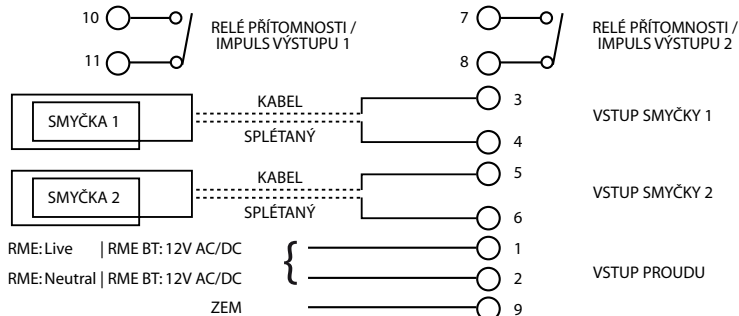 10
RELÉ PŘÍTOMNOSTI /
IMPULS VÝSTUPU 1
11
7
RELÉ PŘÍTOMNOSTI /
IMPULS VÝSTUPU 2
8
SMYČKA 1
KABEL
SPLÉTANÝ
3
4
VSTUP SMYČKY 1
SMYČKA 2
KABEL
SPLÉTANÝ
5
6
VSTUP SMYČKY 2
RME: Live | RME BT: 12V AC/DC
RME: Neutral | RME BT: 12V AC/DC
{
1
2
VSTUP PROUDU
ZEM
9